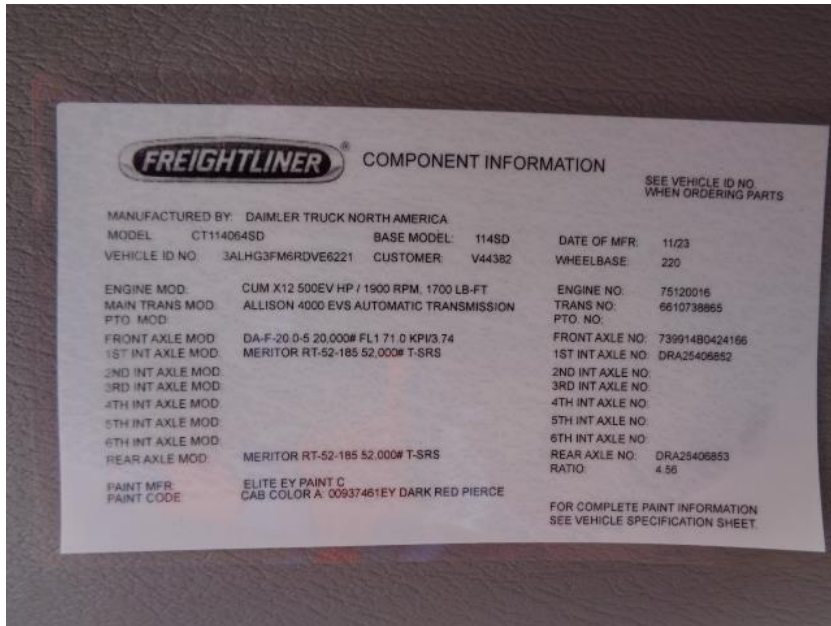 FREIGHTLINER ® COMPONENT INFORMATION
SEE VEHICLE ID NO.
WHEN ORDERING PARTS
MANUFACTURED BY: DAIMLER TRUCK NORTH AMERICA
MODEL CT114064SD BASE MODEL: 114SD DATE OF MFR: 11/23
VEHICLE ID NO 3ALHG3FM6RDVE6221 CUSTOMER: V44382 WHEELBASE: 220
ENGINE MOD: CUM X12 500EV HP / 1900 RPM, 1700 LB-FT ENGINE NO: 75120016
MAIN TRANS MOD: ALLISON 4000 EVS AUTOMATIC TRANSMISSION TRANS NO: 6610738865
PTO. MOD: PTO. NO:
FRONT AXLE MOD: DA-F-20.0-5 20,000# FL1 71.0 KPI/3.74 FRONT AXLE NO: 739914B0424166
1ST INT AXLE MOD: MERITOR RT-52-185 52,000# T-SRS 1ST INT AXLE NO: DRA25406852
2ND INT AXLE MOD: 2ND INT AXLE NO:
3RD INT AXLE MOD: 3RD INT AXLE NO:
4TH INT AXLE MOD: 4TH INT AXLE NO:
5TH INT AXLE MOD: 5TH INT AXLE NO:
6TH INT AXLE MOD: 6TH INT AXLE NO:
REAR AXLE MOD: MERITOR RT-52-185 52,000# T-SRS REAR AXLE NO: DRA25406853
RATIO: 4.56
PAINT MFR: ELITE EY PAINT C
PAINT CODE: CAB COLOR A: 00937461EY DARK RED PIERCE
FOR COMPLETE PAINT INFORMATION
SEE VEHICLE SPECIFICATION SHEET.